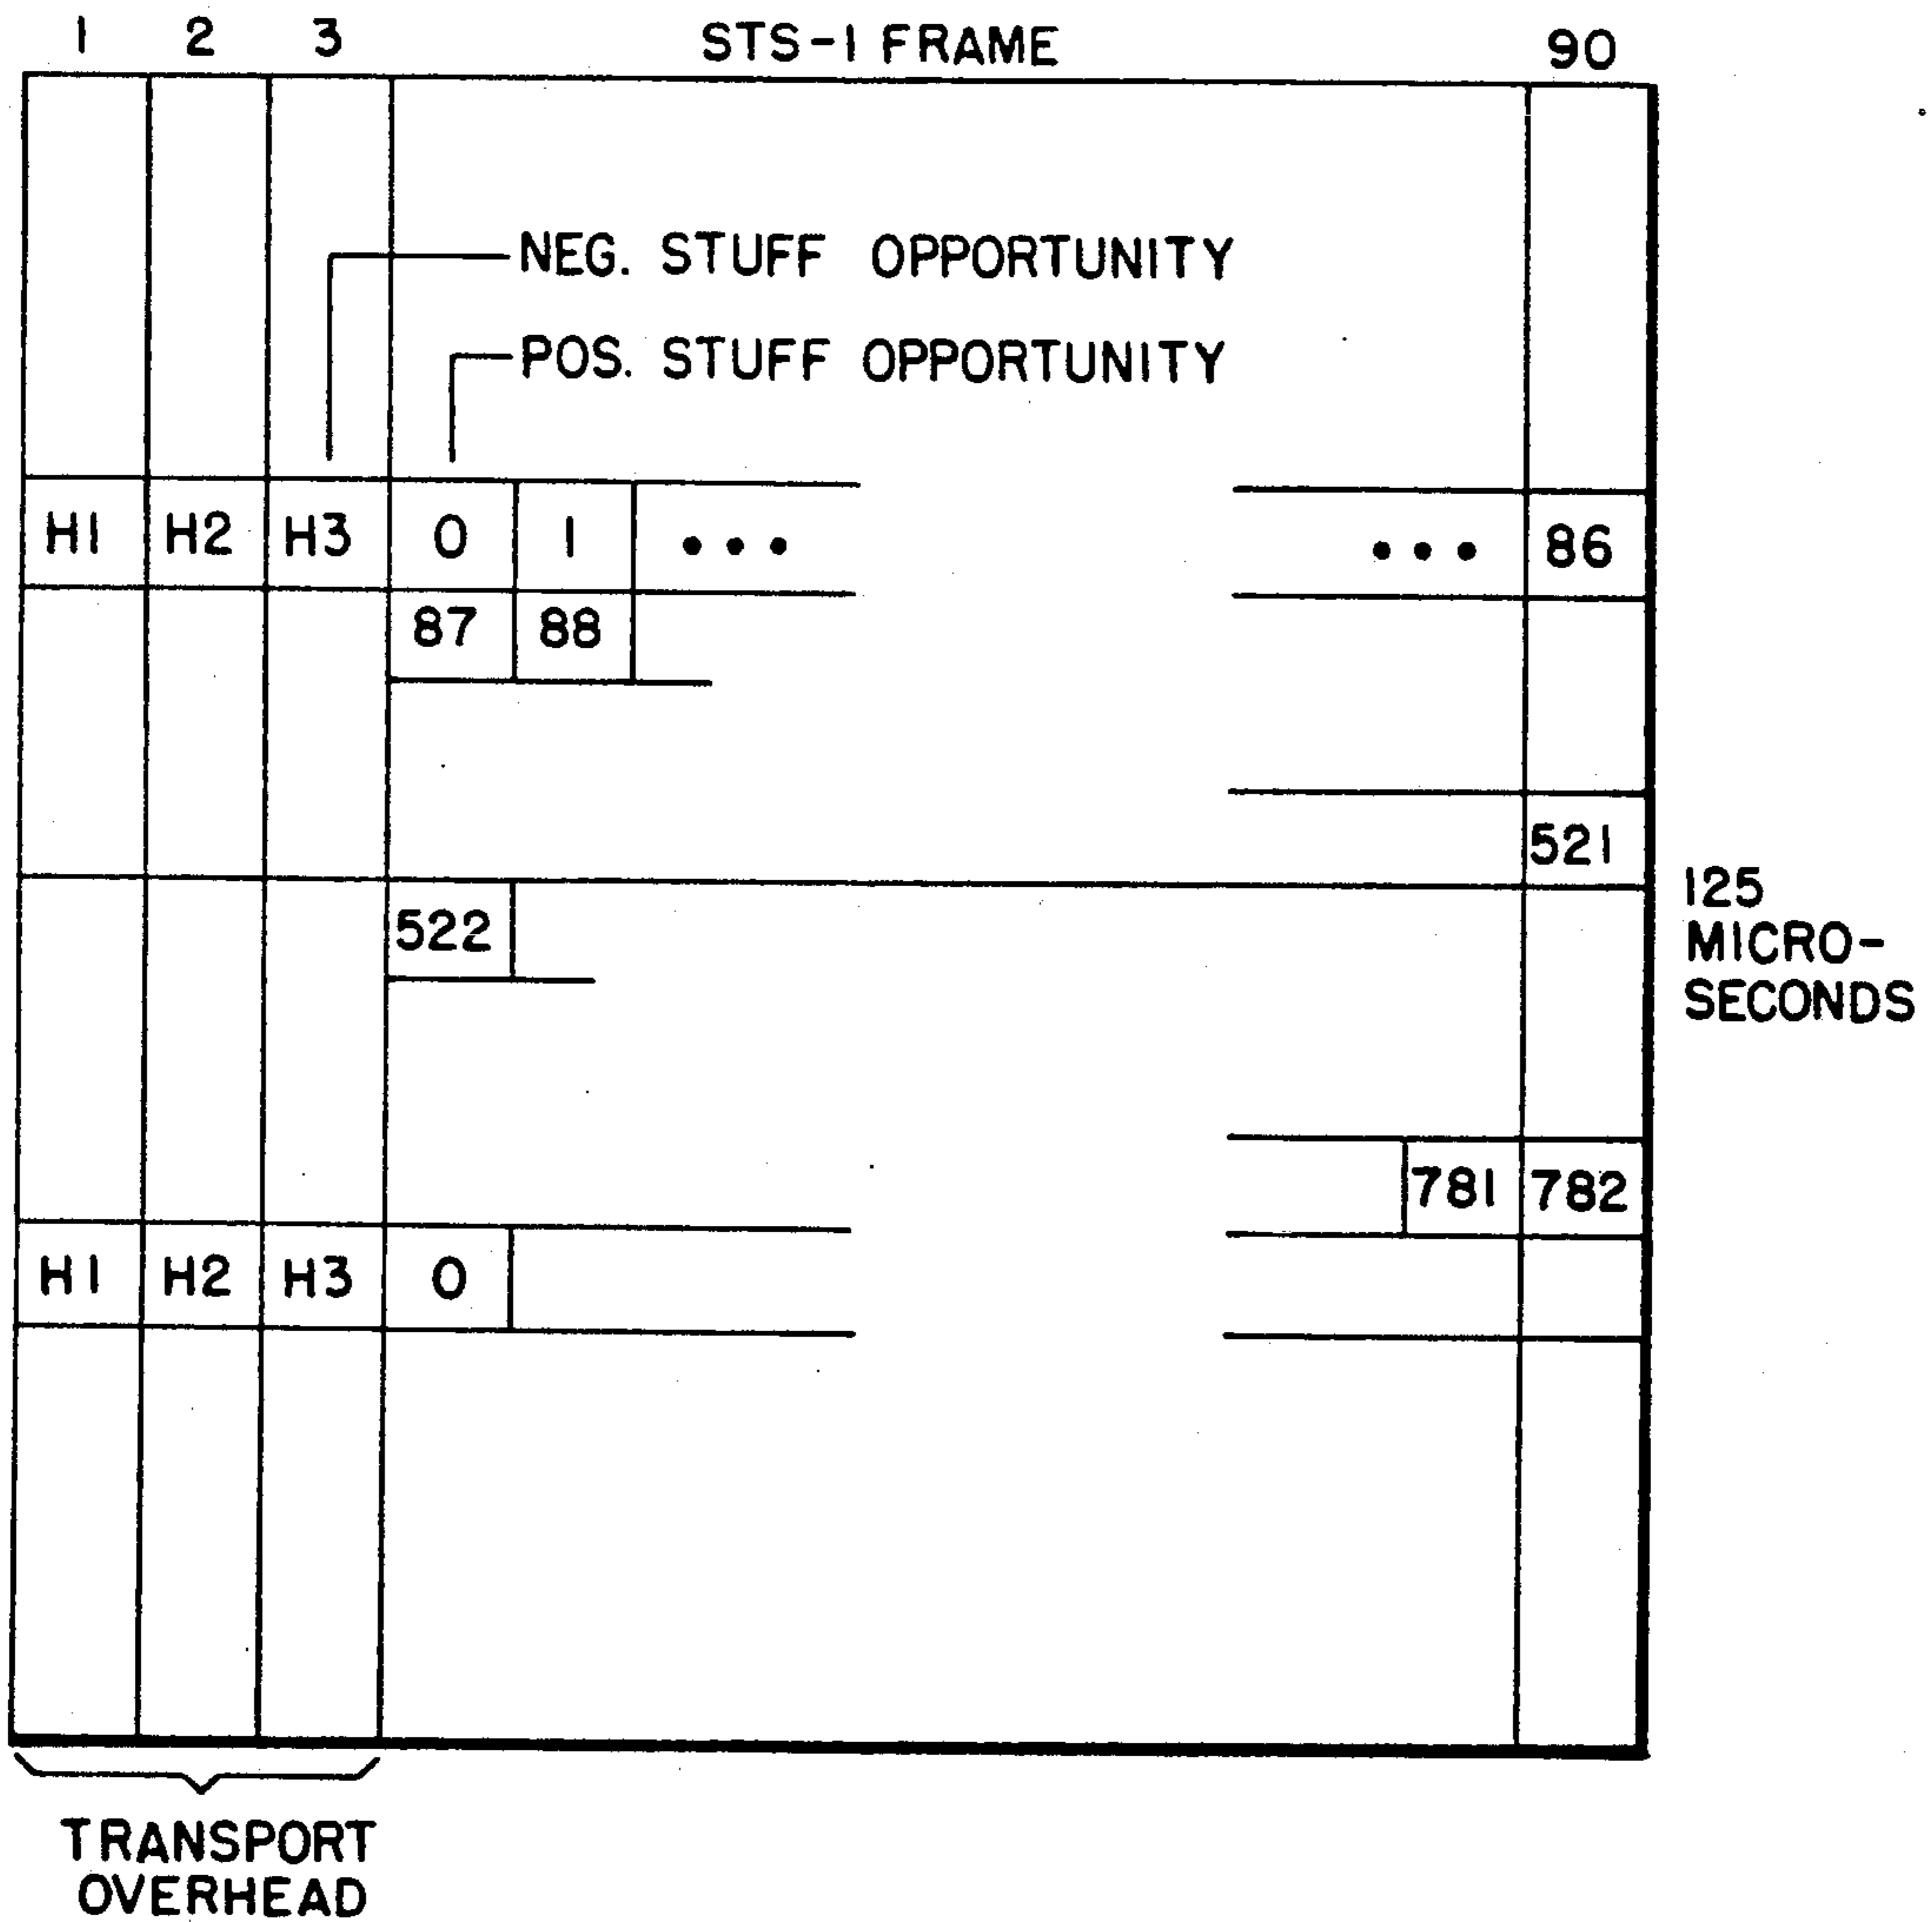 1 2 3 STS-1 FRAME 90
NEG. STUFF OPPORTUNITY
POS. STUFF OPPORTUNITY
H1 H2 H3 0 1 ••• ••• 86
87 88
521
125
MICRO-
SECONDS
522
781 782
H1 H2 H3 0
TRANSPORT
OVERHEAD